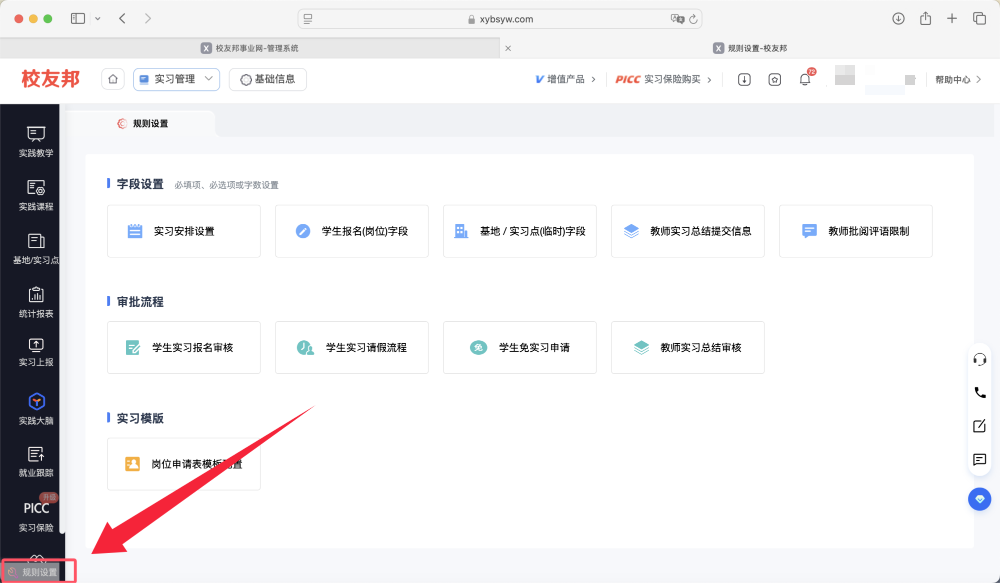 xybsyw.com
X 校友邦事业网-管理系统
X 规则设置-校友邦
校友邦
实习管理
基础信息
V 增值产品
PICC 实习保险购买
72
帮助中心
规则设置
实践教学
实践课程
基地/实习点
统计报表
实习上报
实践大脑
就业跟踪
升级
PICC
实习保险
规则设置
字段设置 必填项、必选项或字数设置
实习安排设置
学生报名(岗位)字段
基地 / 实习点(临时)字段
教师实习总结提交信息
教师批阅评语限制
审批流程
学生实习报名审核
学生实习请假流程
免 学生免实习申请
教师实习总结审核
实习模版
岗位申请表模板配置